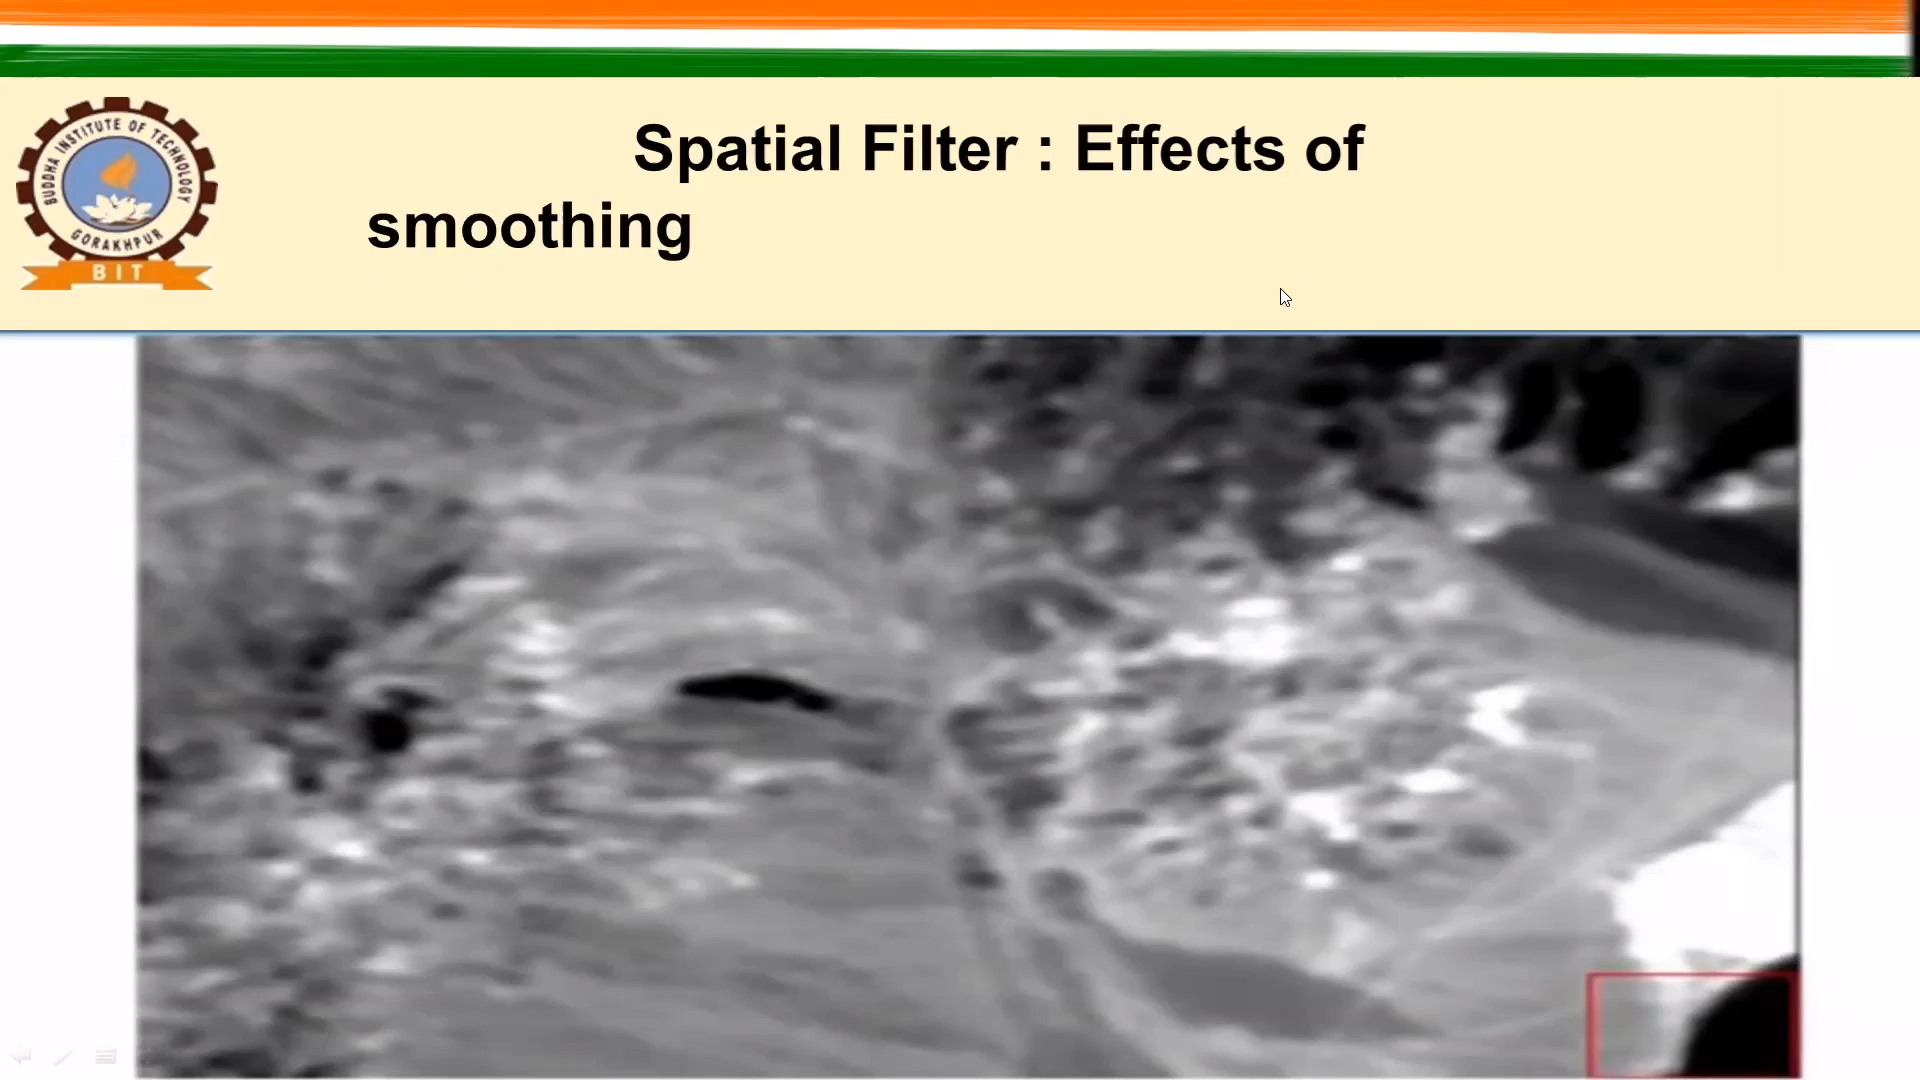 BUDDHA INSTITUTE OF TECHNOLOGY
GORAKHPUR
BIT
Spatial Filter : Effects of
smoothing